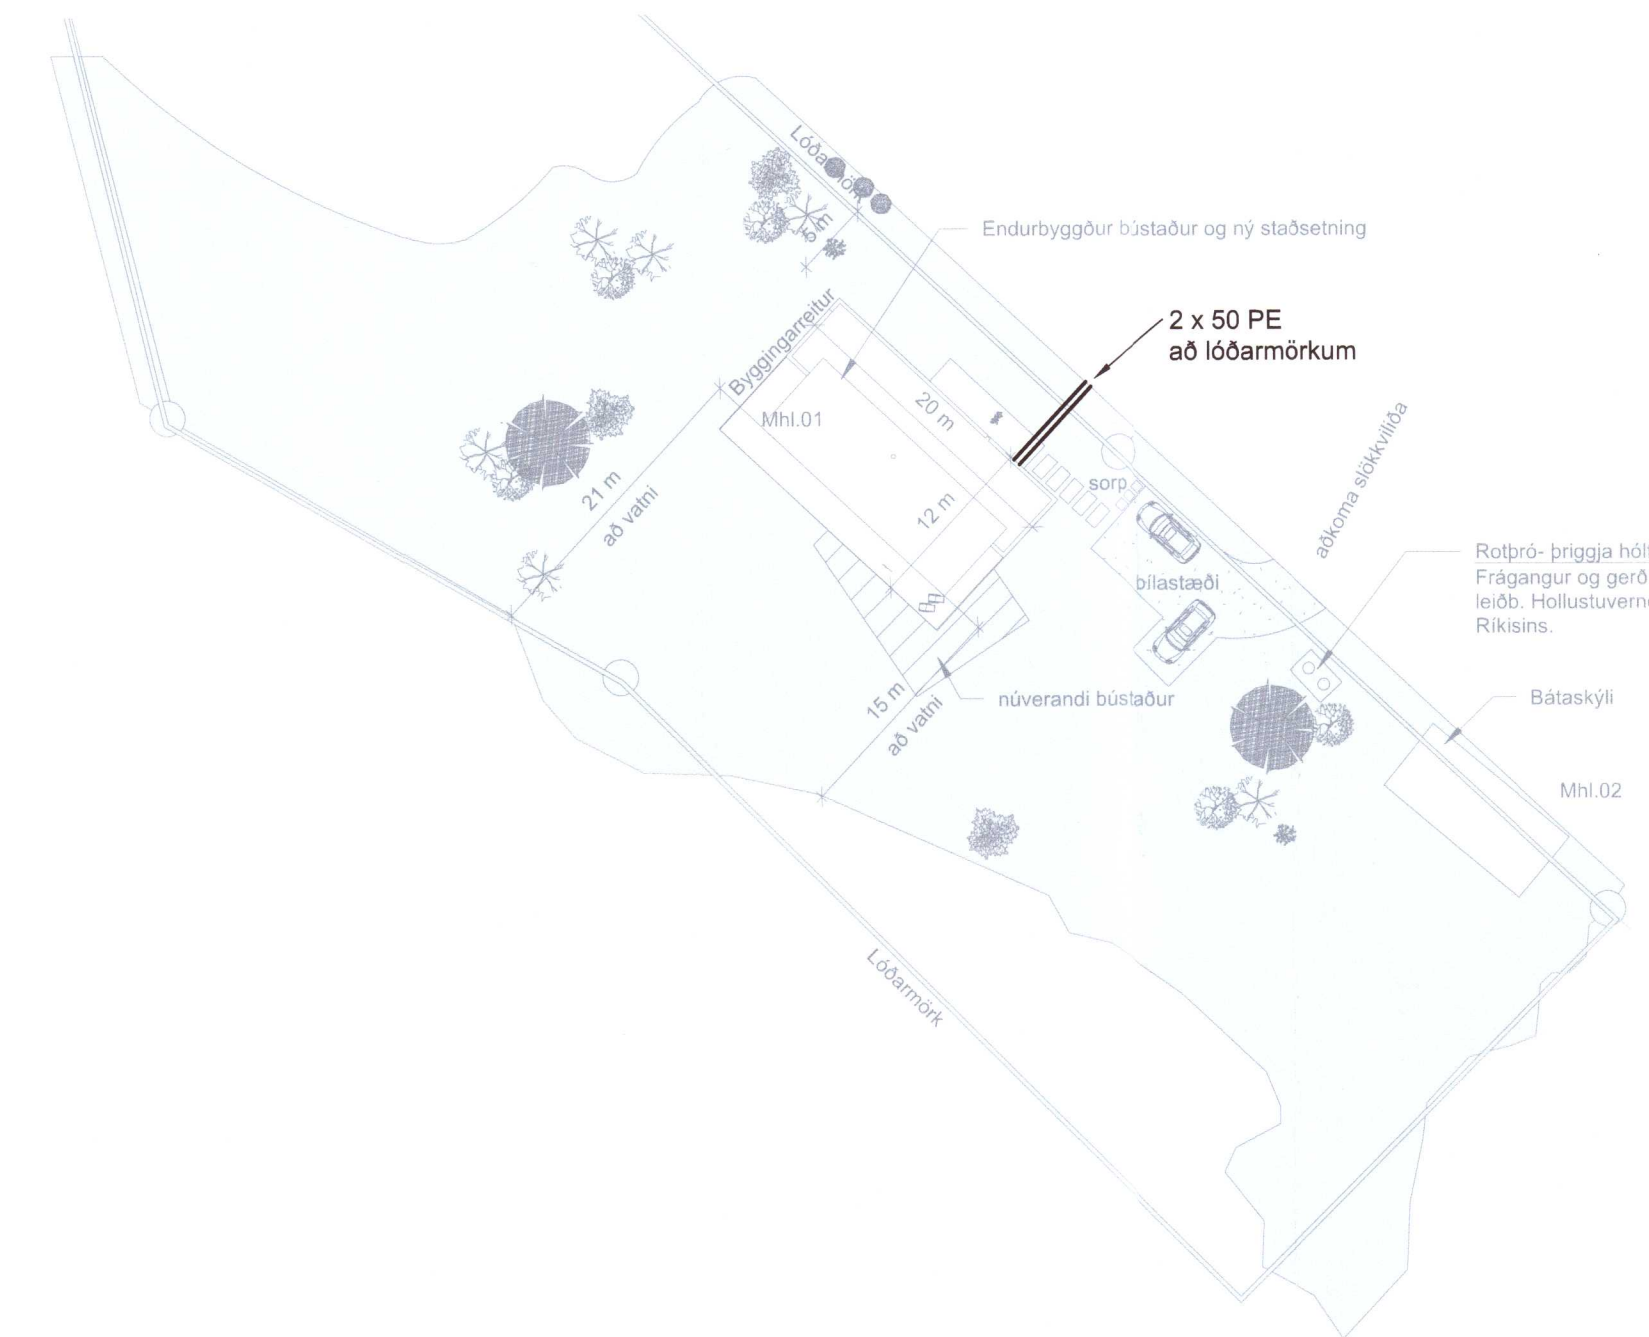 Lóðarmörk
5 m
Endurbyggður bústaður og ný staðsetning
2 x 50 PE
að lóðarmörkum
Byggingarreitur
Mhl.01
20 m
12 m
21 m
að vatni
sorp
bílastæði
aðkoma slökkviliða
Rotþró- þriggja
Frágangur og gerð
leiðb.
Ríkisins.
15 m
að vatni
núverandi bústaður
Bátaskýli
Mhl.02
Lóðarmörk